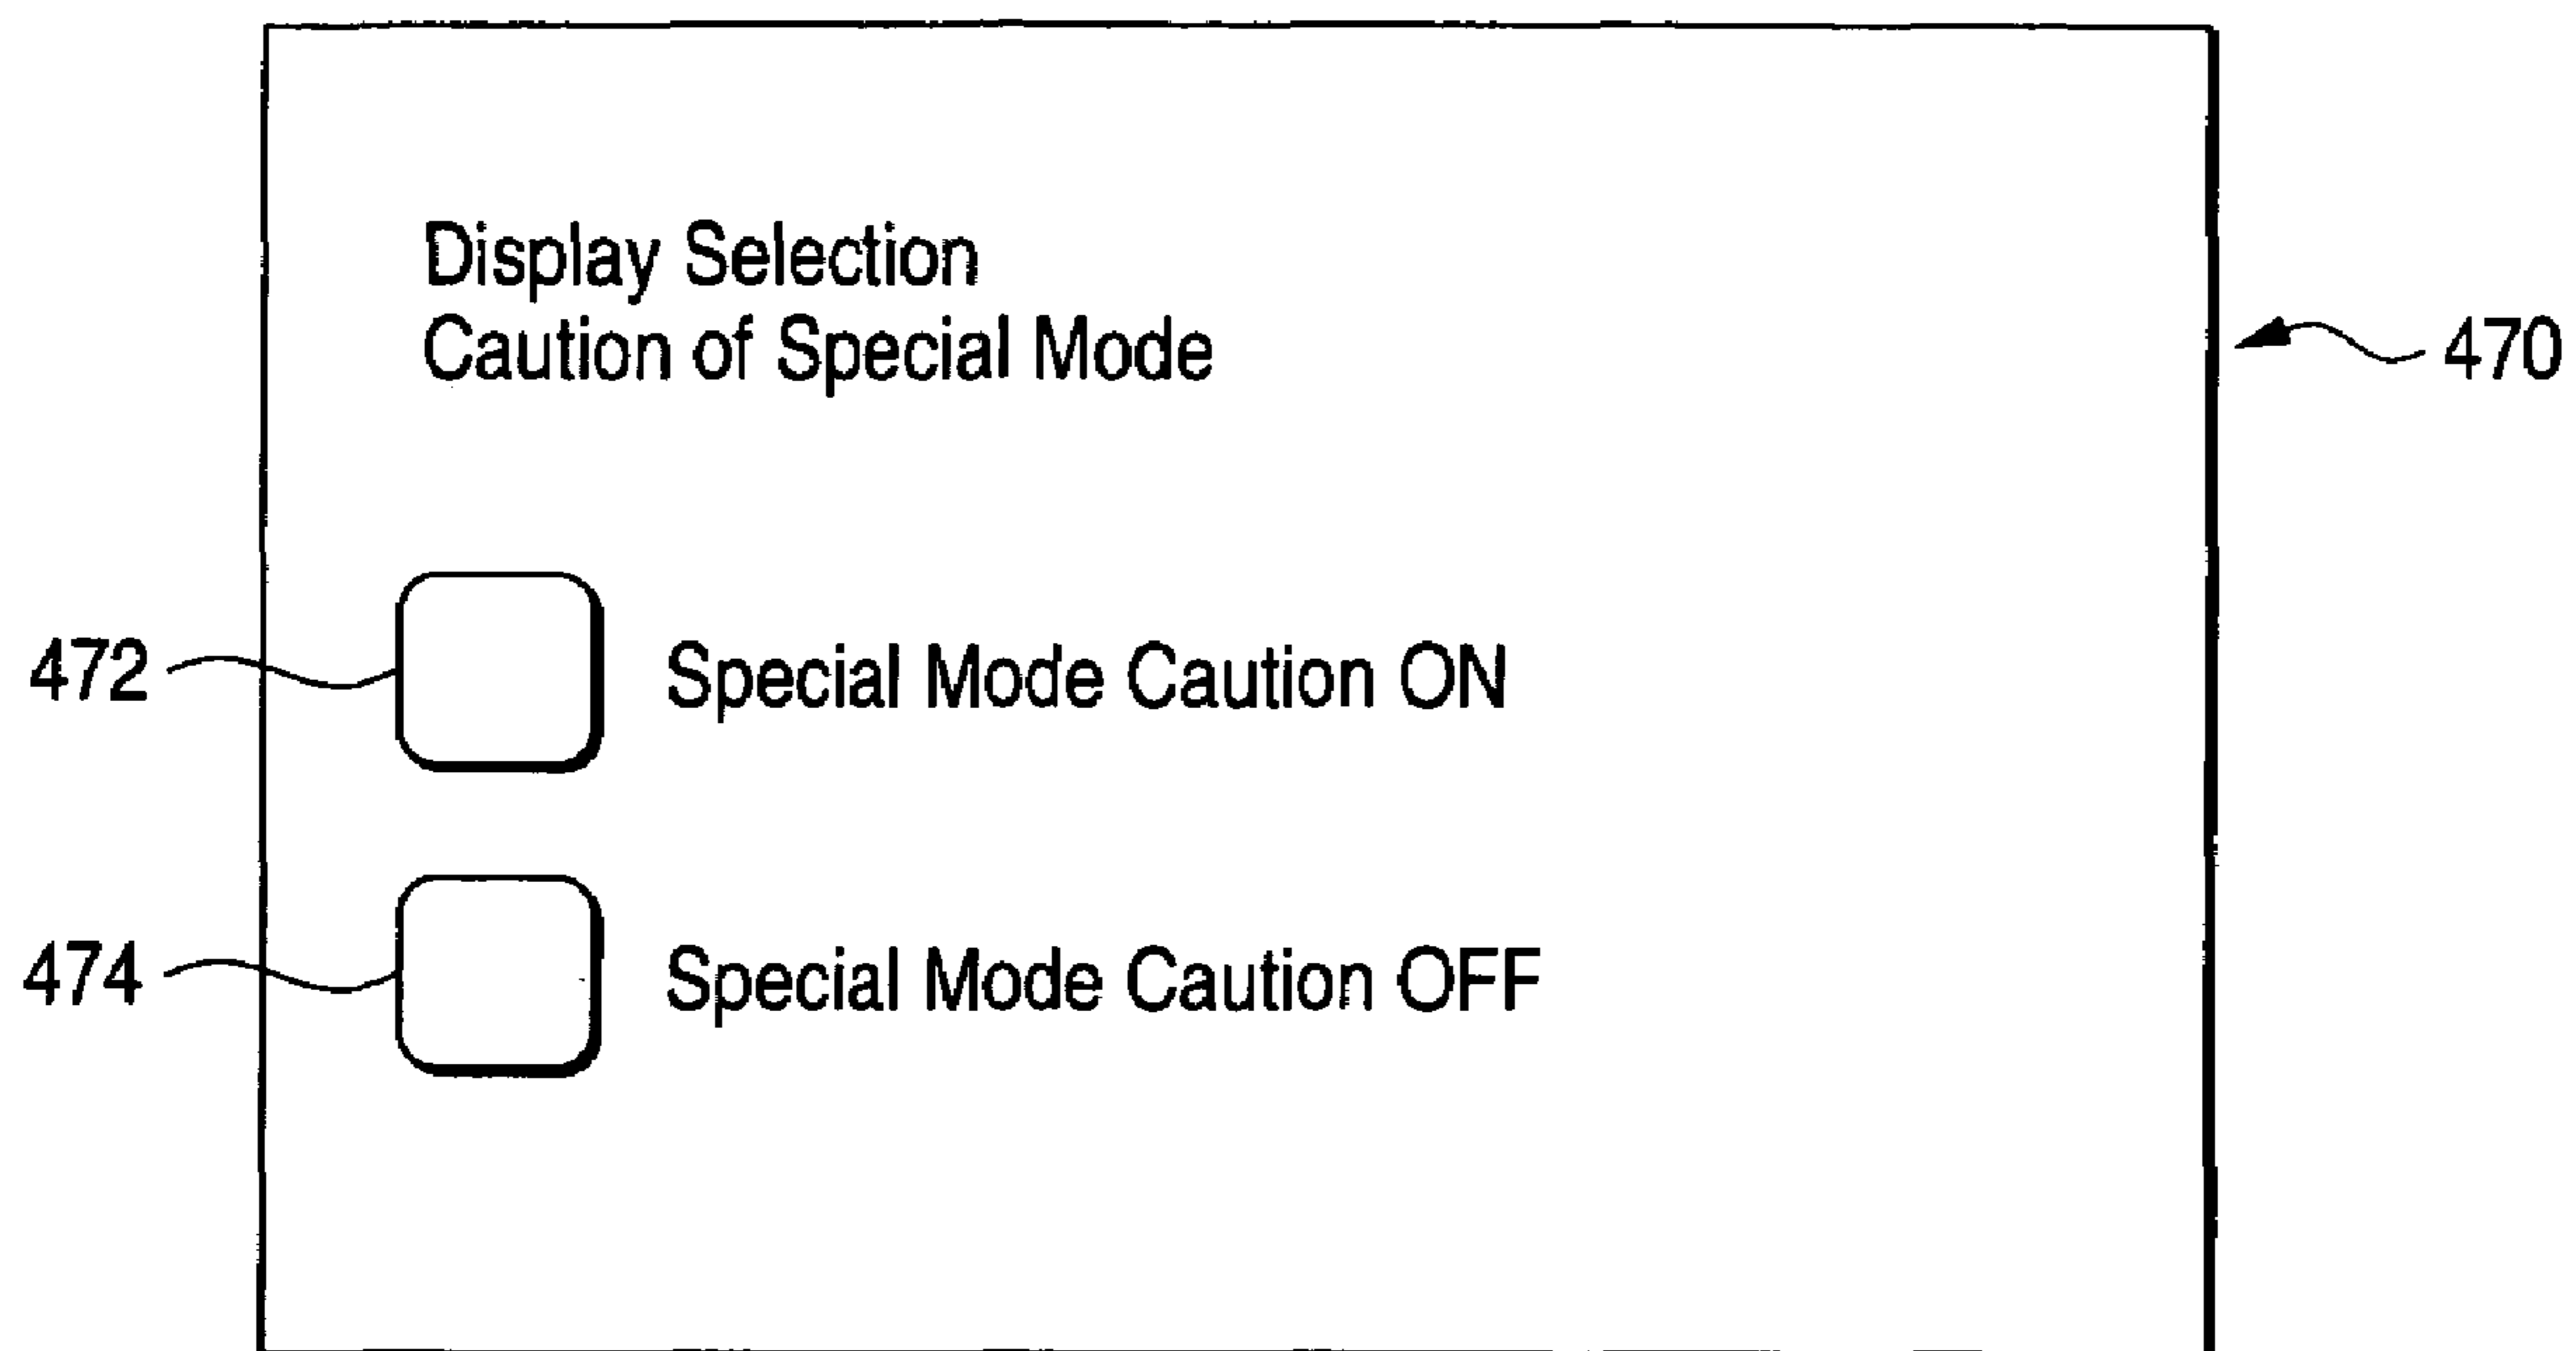 Display Selection
Caution of Special Mode
470
472 Special Mode Caution ON
474 Special Mode Caution OFF